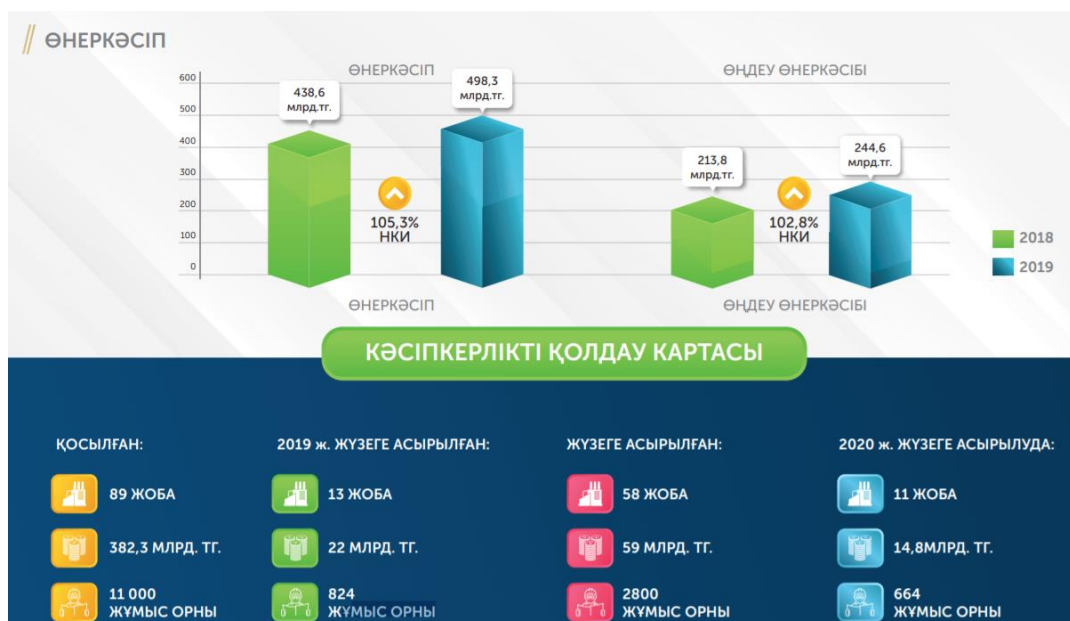 ӨНЕРКӘСІП
ӨНЕРКӘСІП
ӨҢДЕУ ӨНЕРКӘСІБІ
600
500
400
300
200
100
0
438,6
млрд.тг.
498,3
млрд.тг.
105,3%
НКИ
213,8
млрд.тг.
244,6
млрд.тг.
102,8%
НКИ
2018
2019
ӨНЕРКӘСІП
ӨҢДЕУ ӨНЕРКӘСІБІ
КӘСІПКЕРЛІКТІ ҚОЛДАУ КАРТАСЫ
ҚОСЫЛҒАН:
89 ЖОБА
382,3 МЛРД. ТГ.
11 000
ЖҰМЫС ОРНЫ
2019 ж. ЖҮЗЕГЕ АСЫРЫЛҒАН:
13 ЖОБА
22 МЛРД. ТГ.
824
ЖҰМЫС ОРНЫ
ЖҮЗЕГЕ АСЫРЫЛҒАН:
58 ЖОБА
59 МЛРД. ТГ.
2800
ЖҰМЫС ОРНЫ
2020 ж. ЖҮЗЕГЕ АСЫРЫЛУДА:
11 ЖОБА
14,8МЛРД. ТГ.
664
ЖҰМЫС ОРНЫ